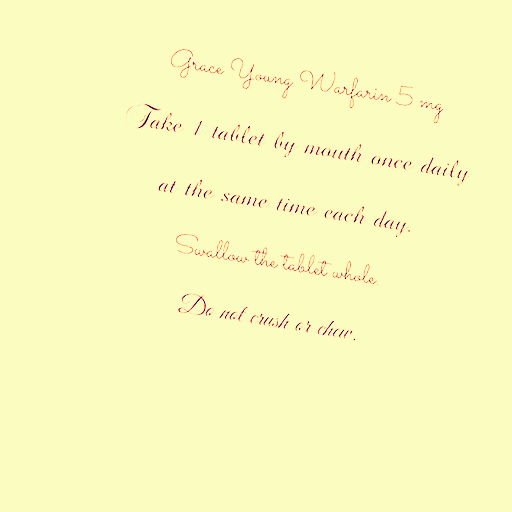 Grace Young Warfarin 5 mg
Take 1 tablet by mouth once daily
at the same time each day.
Swallow the tablet whole
Do not crush or chew.